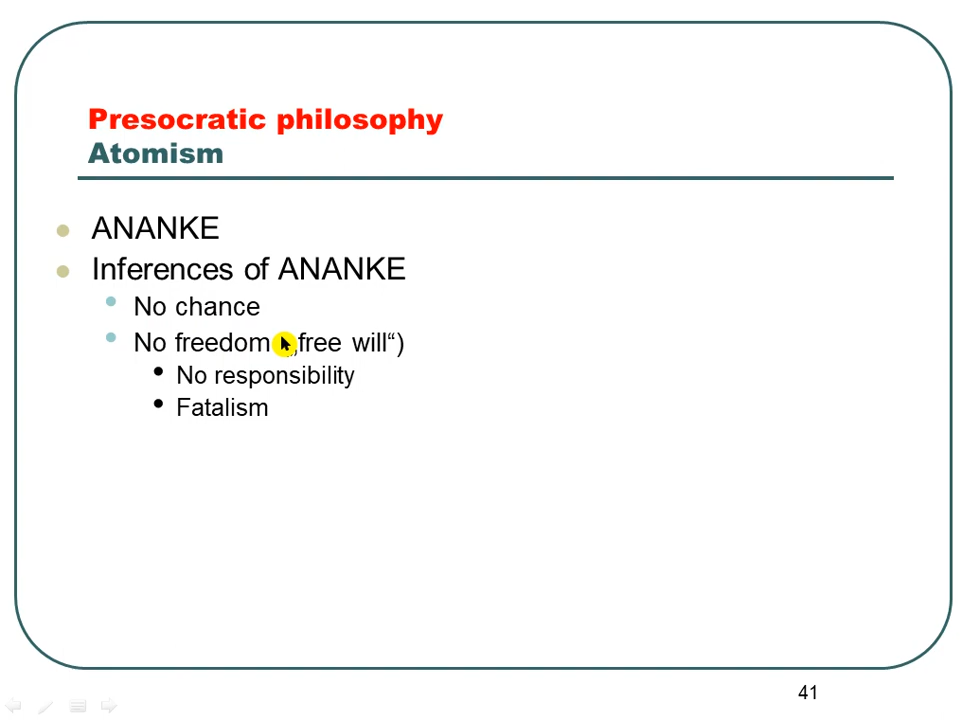 Presocratic philosophy
Atomism
ANANKE
Inferences of ANANKE
No chance
No freedom „free will“)
No responsibility
Fatalism
41